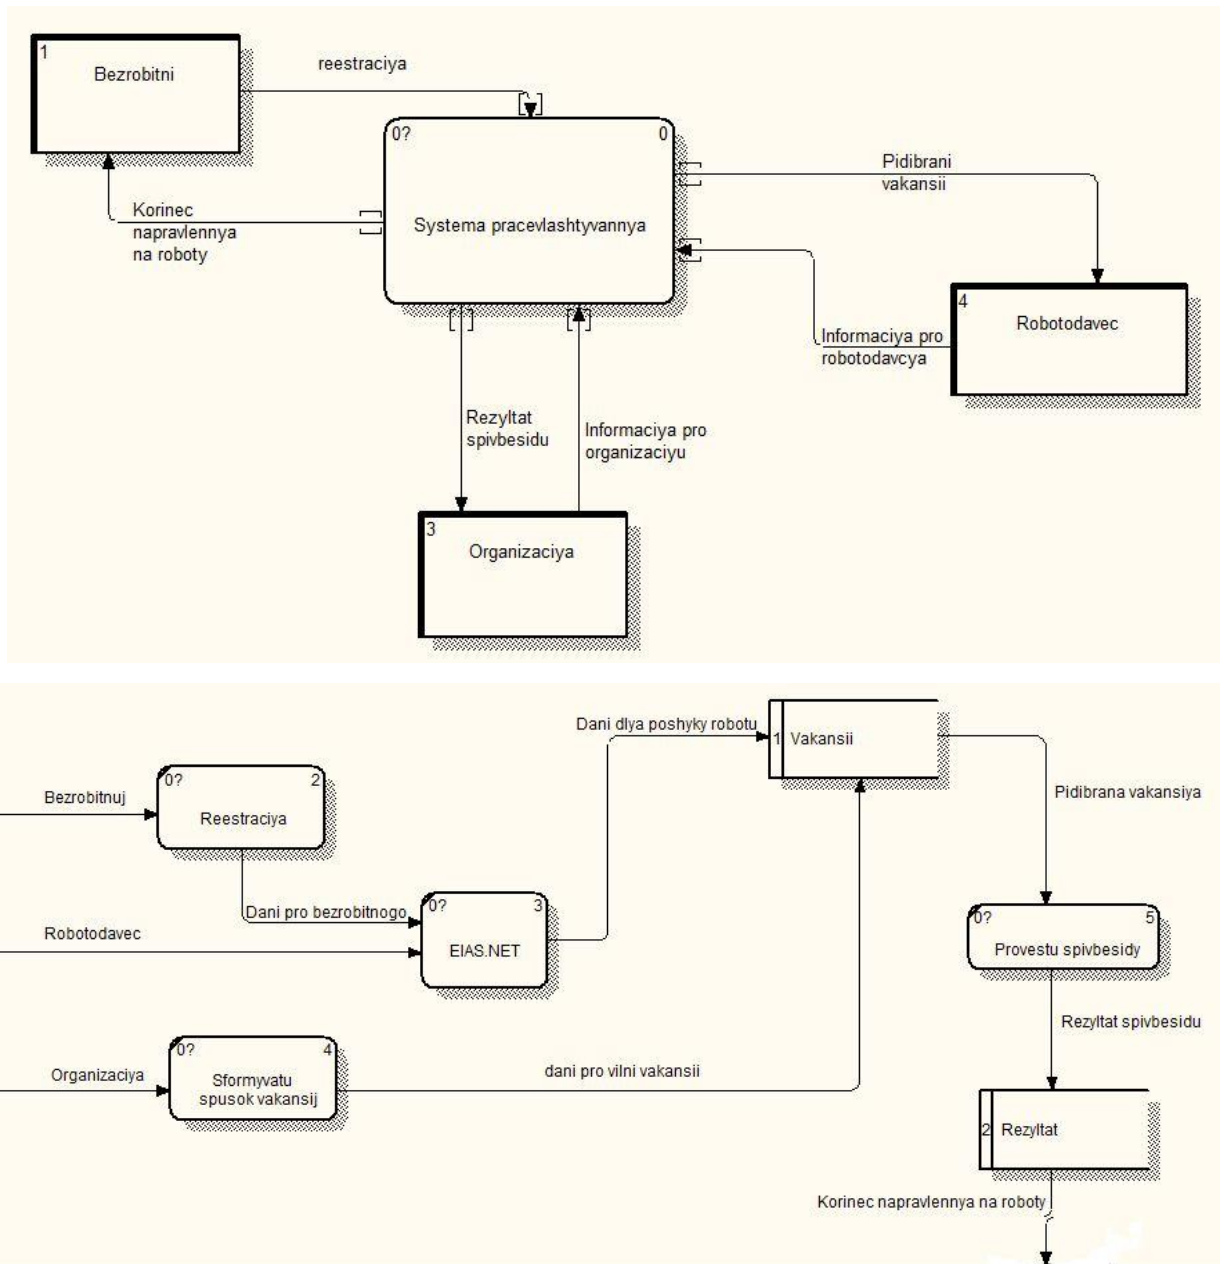 1
Bezrobitni
reestraciya
0?
0
Systema pracevlashtyvannya
Korinec
napravlennya
na roboty
Pidibrani
vakansii
4
Robotodavec
Informaciya pro
robotodavcya
Rezyltat
spivbesidu
Informaciya pro
organizaciyu
3
Organizaciya
Dani dlya poshyky robotu
1
Vakansii
Bezrobitnuj
0?
2
Reestraciya
Pidibrana vakansiya
Dani pro bezrobitnogo
Robotodavec
0?
3
EIAS.NET
0?
5
Provestu spivbesidy
Rezyltat spivbesidu
Organizaciya
0?
4
Sformyvatu
spusok vakansij
dani pro vilni vakansii
2
Rezyltat
Korinec napravlennya na roboty